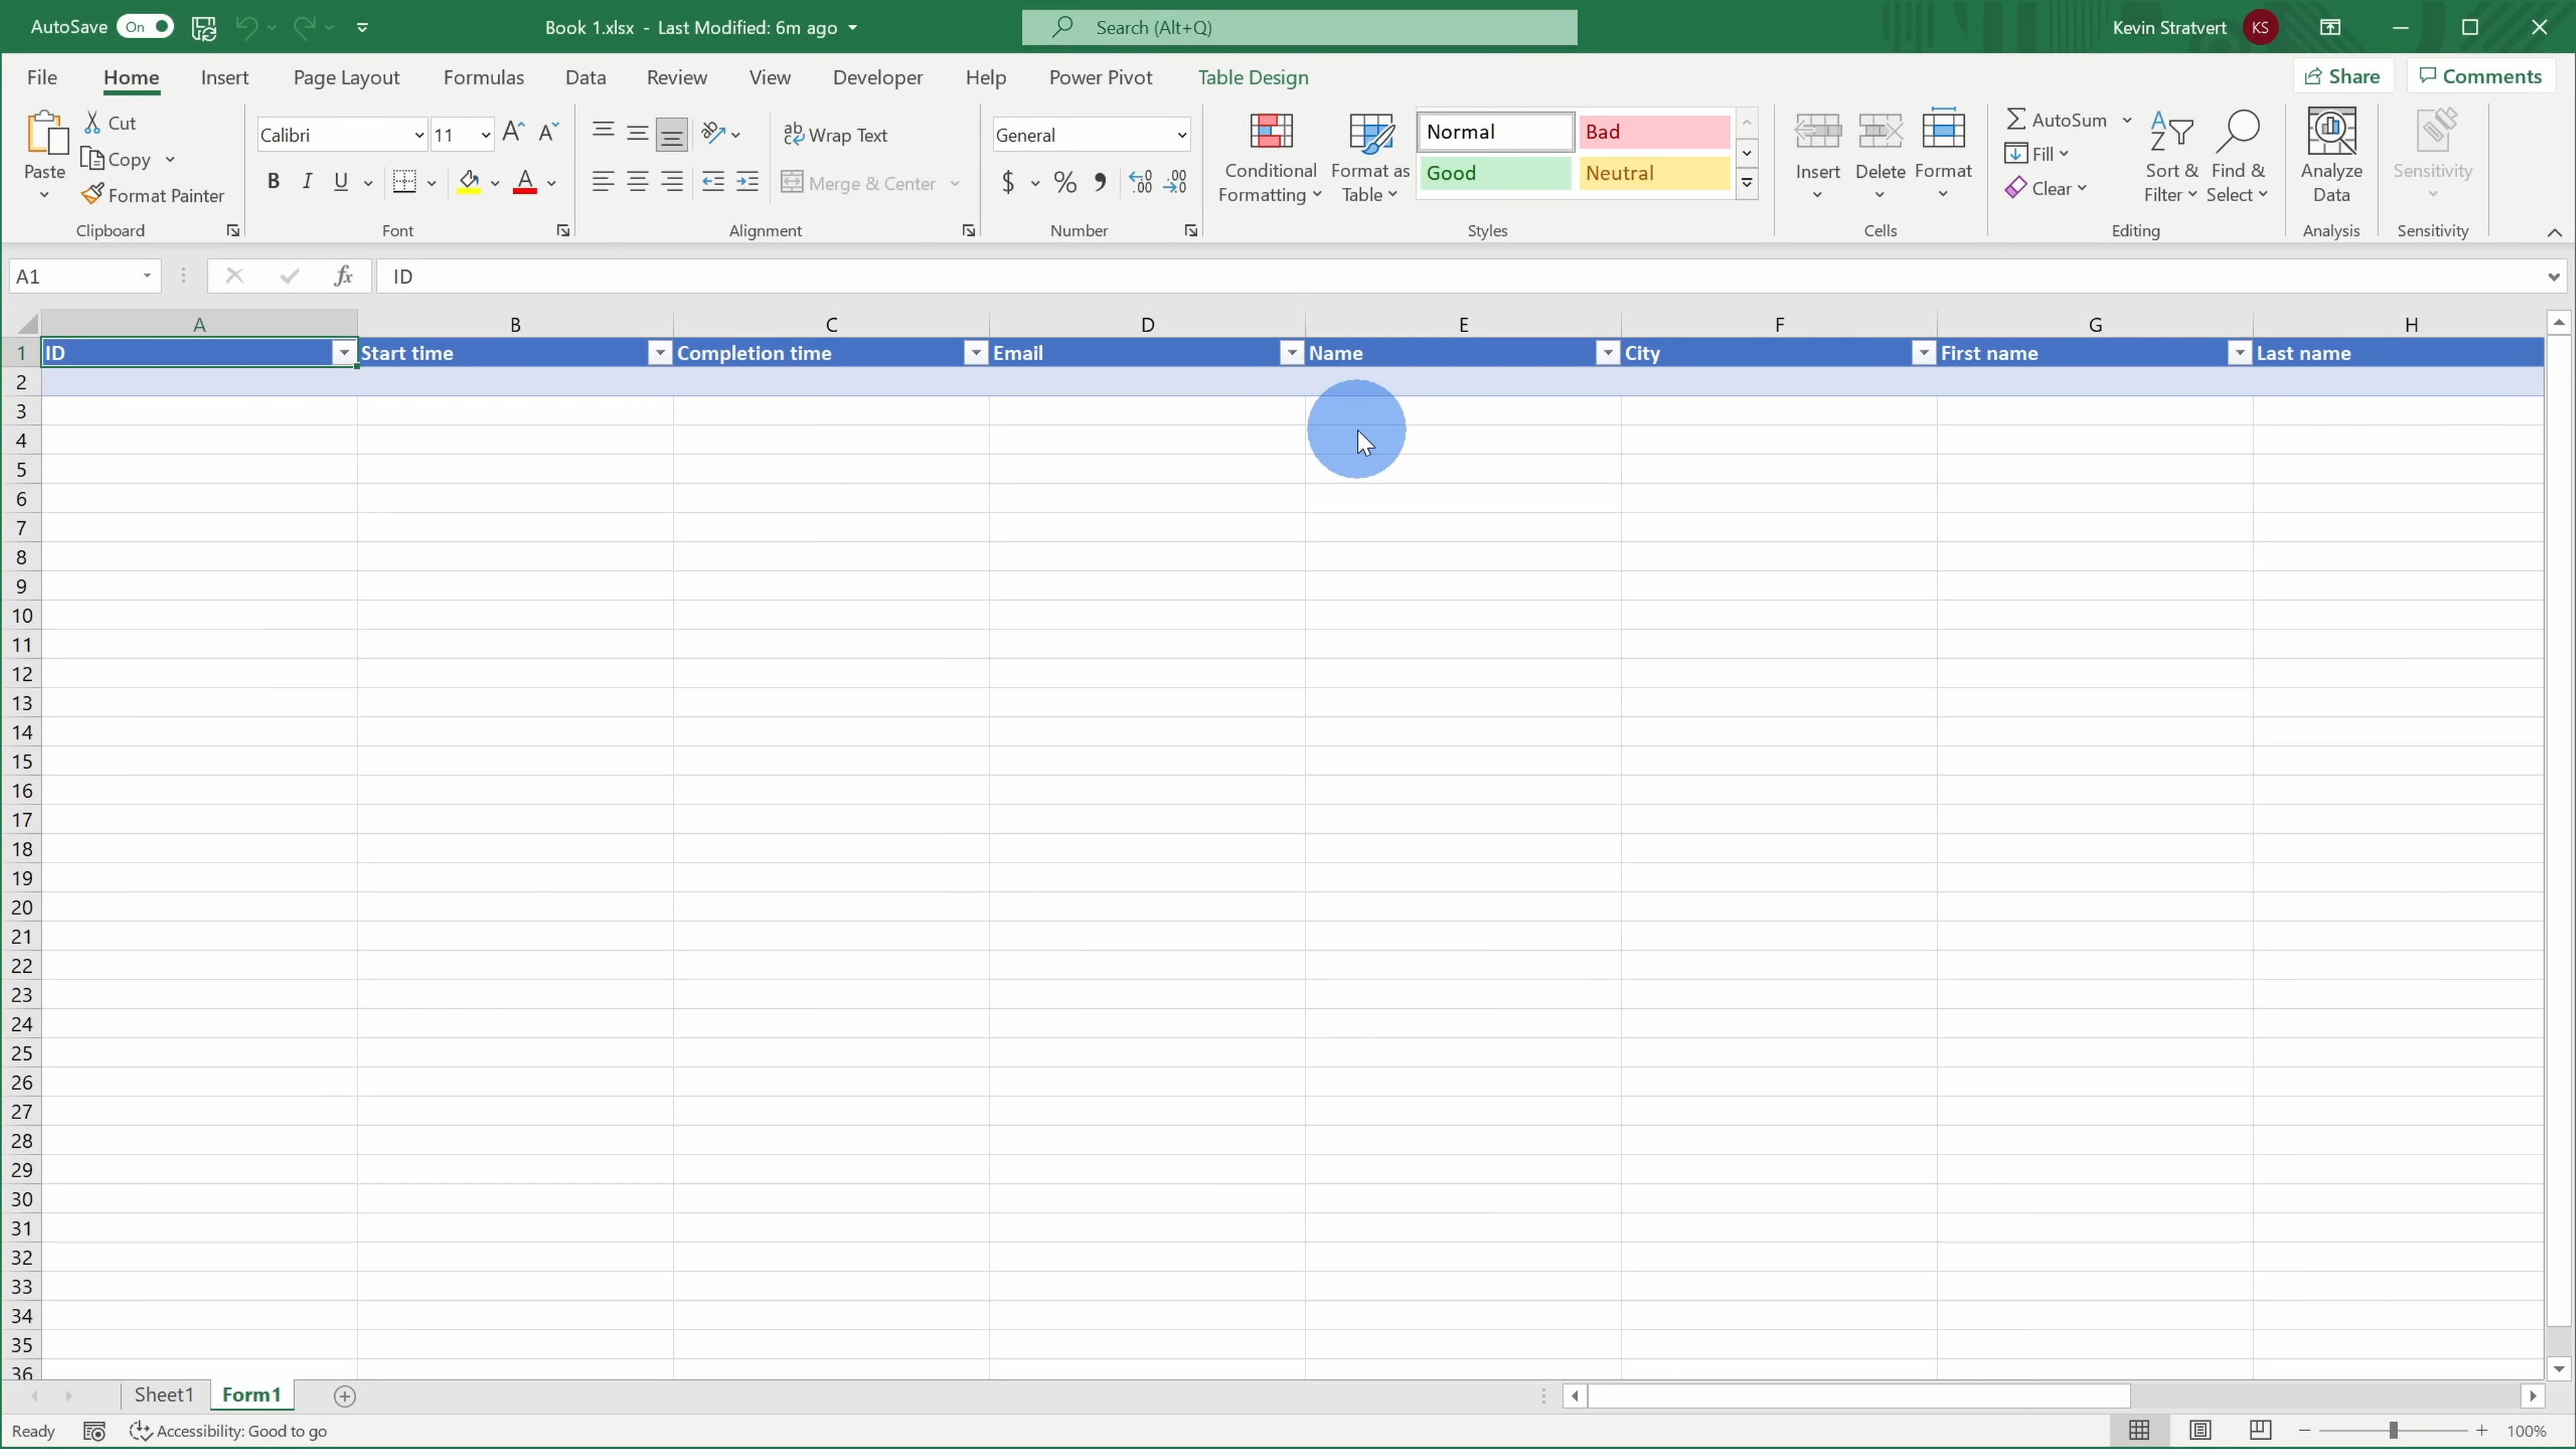 AutoSave On Book 1.xlsx - Last Modified: 6m ago Search (Alt+Q) Kevin Stratvert KS
File Home Insert Page Layout Formulas Data Review View Developer Help Power Pivot Table Design Share Comments
Paste
Cut
Copy
Format Painter
Clipboard
Calibri 11
B I U A
Font
ab Wrap Text
Merge & Center
Alignment
General
$ % , .00 .00
Number
Conditional Formatting
Format as Table
Normal Bad
Good Neutral
Styles
Insert Delete Format
Cells
AutoSum
Fill
Clear
Sort & Filter
Find & Select
Editing
Analyze Data
Analysis
Sensitivity
Sensitivity
A1 fx ID
A B C D E F G H
1 ID Start time Completion time Email Name City First name Last name
2
3
4
5
6
7
8
9
10
11
12
13
14
15
16
17
18
19
20
21
22
23
24
25
26
27
28
29
30
31
32
33
34
35
36
Sheet1 Form1
Ready Accessibility: Good to go 100%